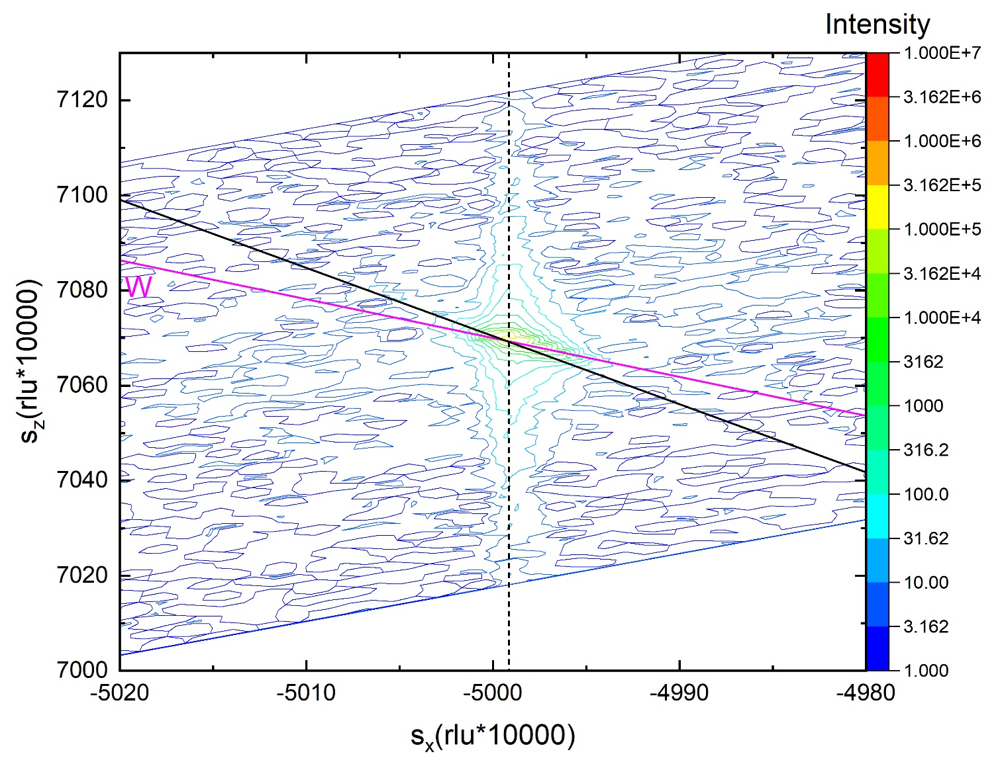 Intensity
1.000E+7
3.162E+6
1.000E+6
3.162E+5
1.000E+5
3.162E+4
1.000E+4
3162
1000
316.2
100.0
31.62
10.00
3.162
1.000
7120
7100
7080
7060
7040
7020
7000
W
sz(rlu*10000)
-5020 -5010 -5000 -4990 -4980
sx(rlu*10000)